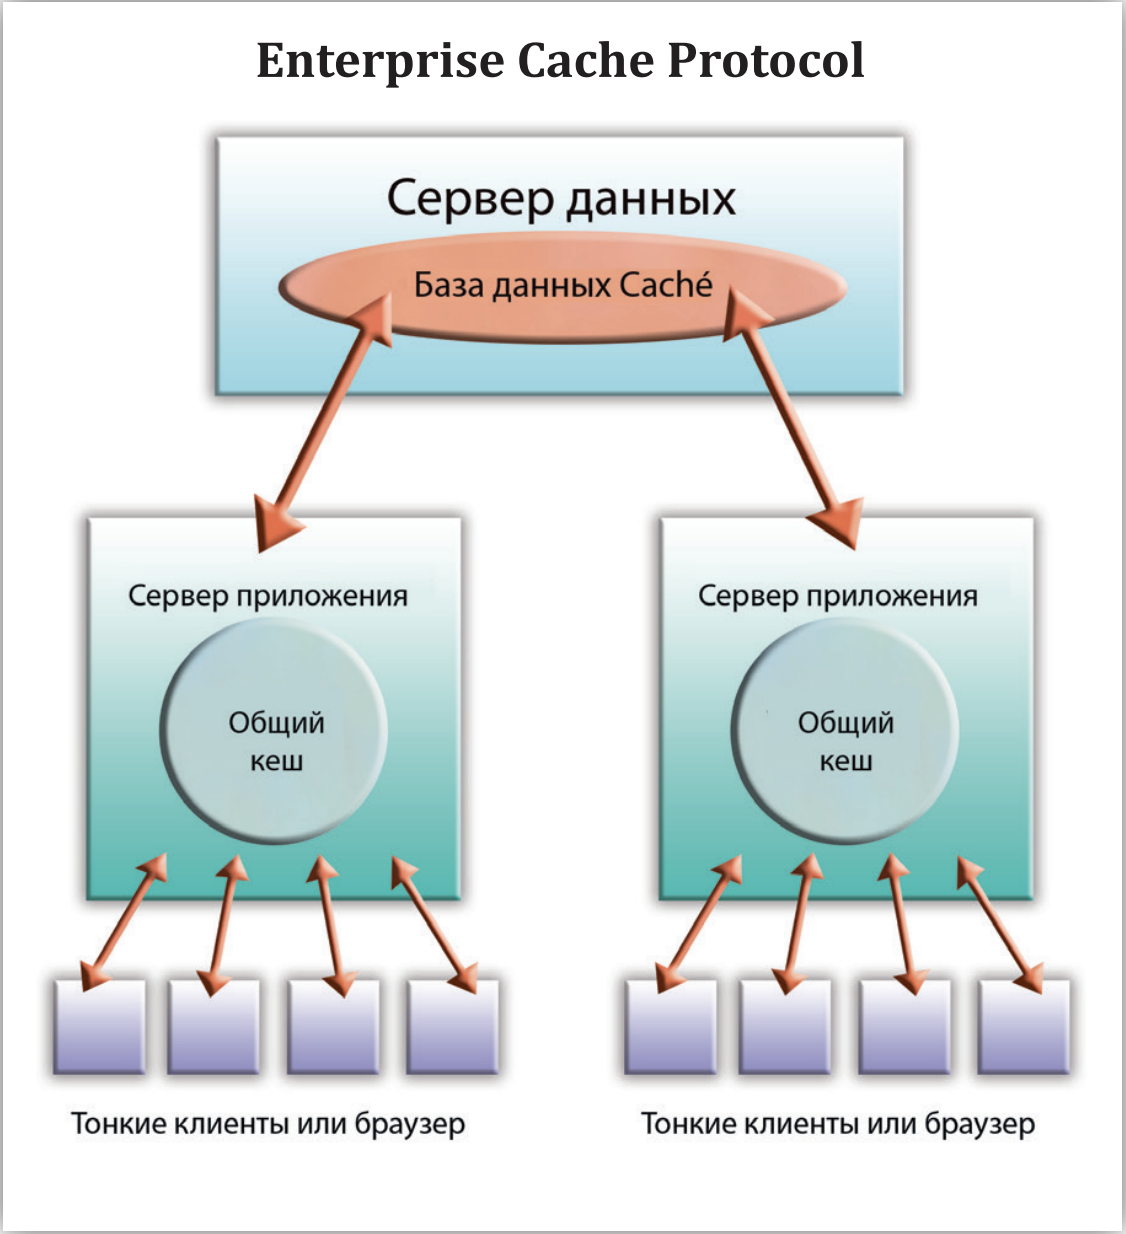 Enterprise Cache Protocol
Сервер данных
База данных Caché
Сервер приложения
Общий
кеш
Тонкие клиенты или браузер
Сервер приложения
Общий
кеш
Тонкие клиенты или браузер